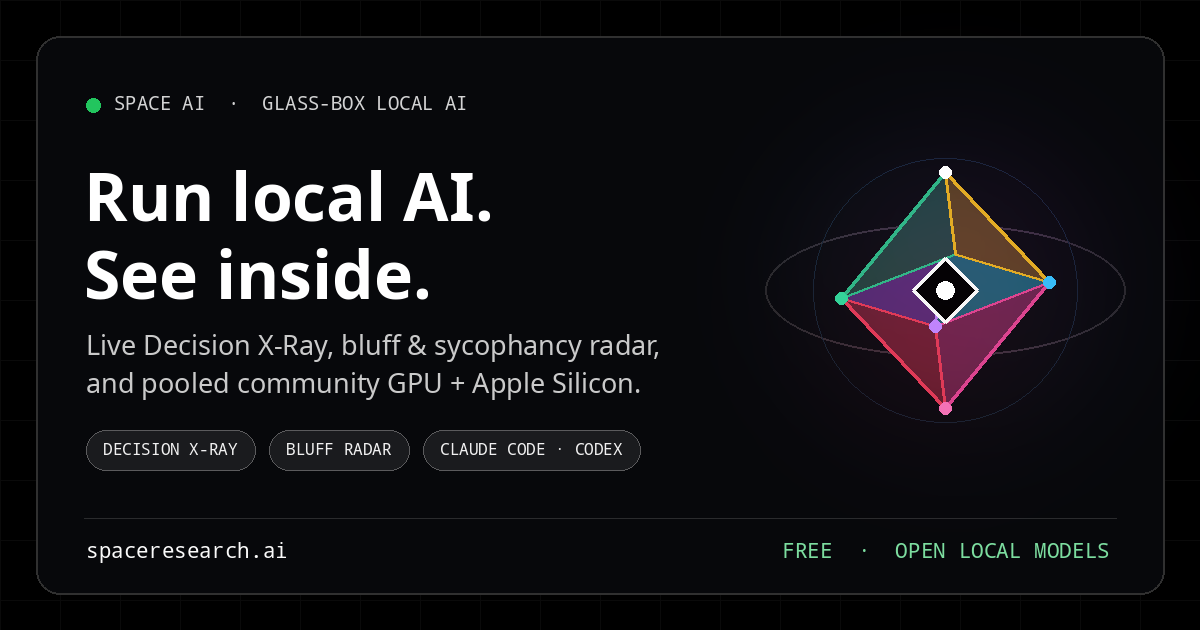 SPACE AI · GLASS-BOX LOCAL AI
Run local AI.
See inside.
Live Decision X-Ray, bluff & sycophancy radar,
and pooled community GPU + Apple Silicon.
DECISION X-RAY
BLUFF RADAR
CLAUDE CODE · CODEX
spaceresearch.ai
FREE · OPEN LOCAL MODELS